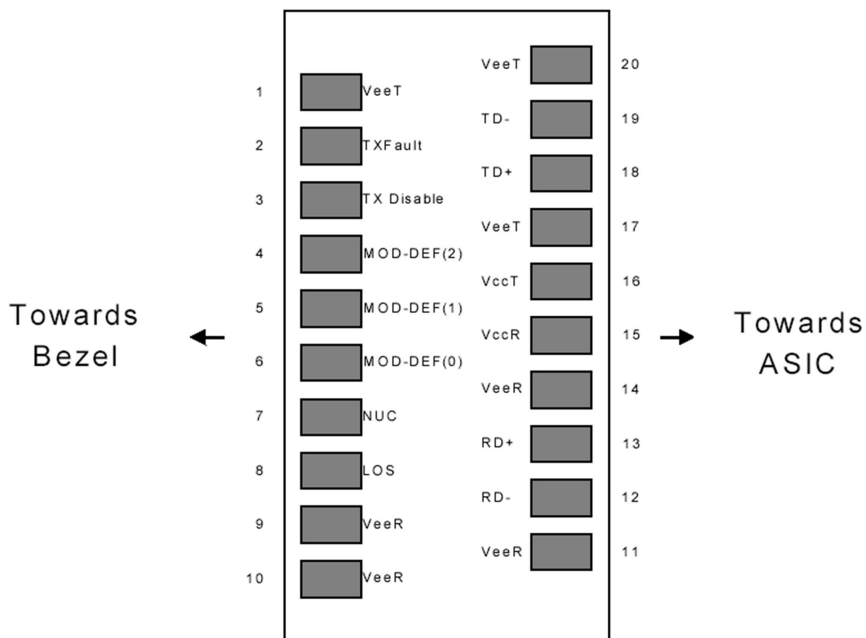 VeeT 20
1 VeeT
TD- 19
2 TXFault
TD+ 18
3 TX Disable
VeeT 17
4 MOD-DEF(2)
VccT 16
5 MOD-DEF(1)
Towards
Bezel
VccR 15
Towards
ASIC
6 MOD-DEF(0)
VeeR 14
7 NUC
RD+ 13
8 LOS
RD- 12
9 VeeR
VeeR 11
10 VeeR